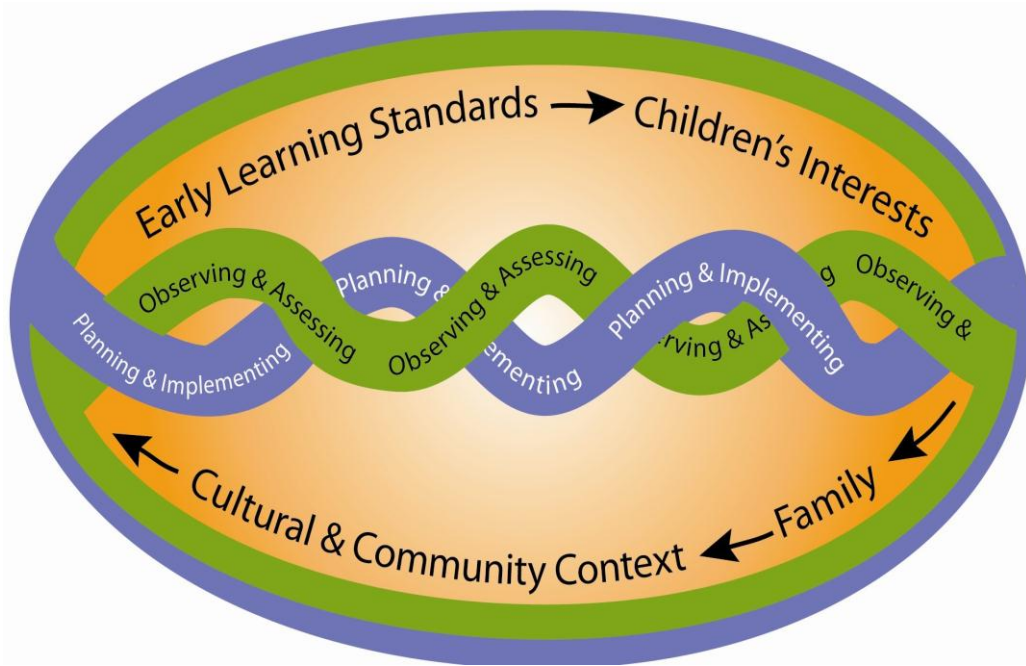 Early Learning Standards
Children's Interests
Observing & Assessing
Planning &
Observing & Assessing
Planning & Implementing
Observing &
Planning & Implementing
Cultural & Community Context
Family